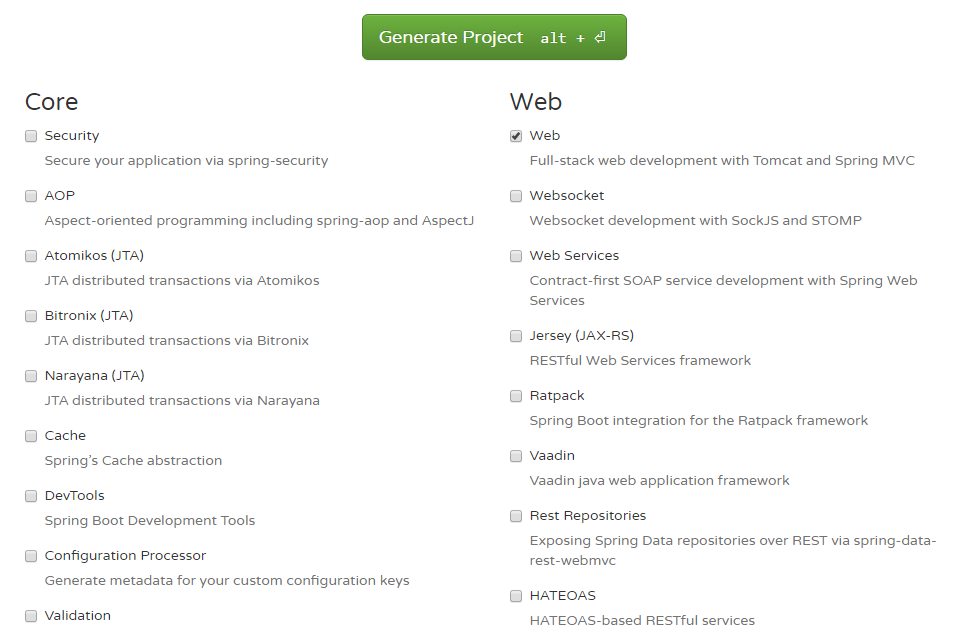 Generate Project alt + ⏎
Core
Security
Secure your application via spring-security
AOP
Aspect-oriented programming including spring-aop and AspectJ
Atomikos (JTA)
JTA distributed transactions via Atomikos
Bitronix (JTA)
JTA distributed transactions via Bitronix
Narayana (JTA)
JTA distributed transactions via Narayana
Cache
Spring's Cache abstraction
DevTools
Spring Boot Development Tools
Configuration Processor
Generate metadata for your custom configuration keys
Validation
Web
Web
Full-stack web development with Tomcat and Spring MVC
Websocket
Websocket development with SockJS and STOMP
Web Services
Contract-first SOAP service development with Spring Web
Services
Jersey (JAX-RS)
RESTful Web Services framework
Ratpack
Spring Boot integration for the Ratpack framework
Vaadin
Vaadin java web application framework
Rest Repositories
Exposing Spring Data repositories over REST via spring-data-
rest-webmvc
HATEOAS
HATEOAS-based RESTful services